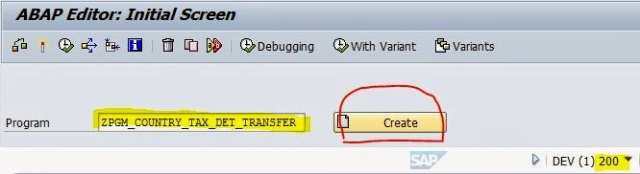 ABAP Editor: Initial Screen
Debugging With Variant Variants
Program ZPGM_COUNTRY_TAX_DET_TRANSFER Create
SAP DEV (1) 200